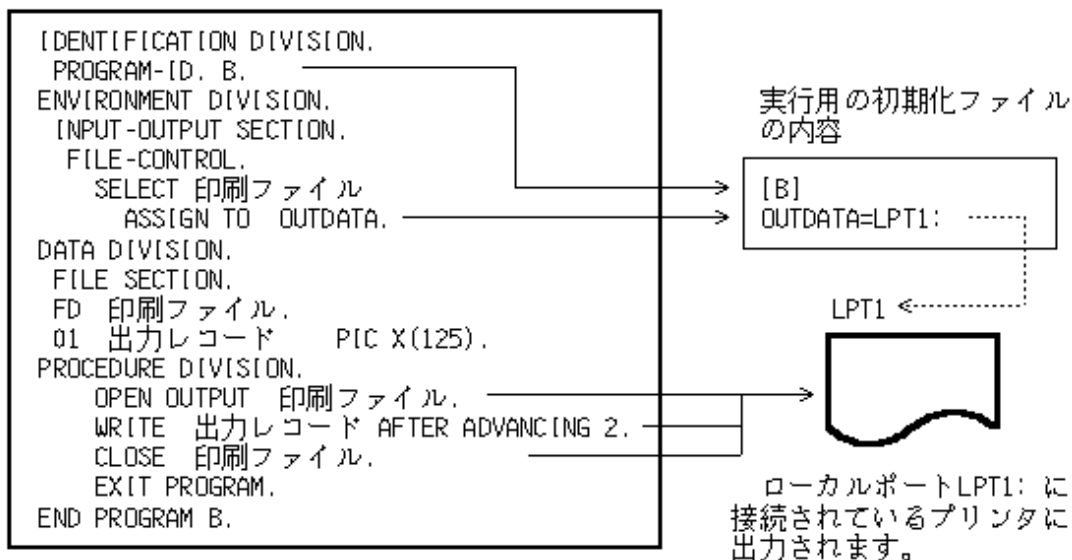 IDENTIFICATION DIVISION.
PROGRAM-ID. B.
ENVIRONMENT DIVISION.
INPUT-OUTPUT SECTION.
FILE-CONTROL.
SELECT 印刷ファイル
ASSIGN TO OUTDATA.
DATA DIVISION.
FILE SECTION.
FD 印刷ファイル.
01 出力レコード PIC X(125).
PROCEDURE DIVISION.
OPEN OUTPUT 印刷ファイル.
WRITE 出力レコード AFTER ADVANCING 2.
CLOSE 印刷ファイル.
EXIT PROGRAM.
END PROGRAM B.
実行用の初期化ファイル
の内容
[B]
OUTDATA=LPT1:
LPT1
ローカルポートLPT1: に
接続されているプリンタに
出力されます。